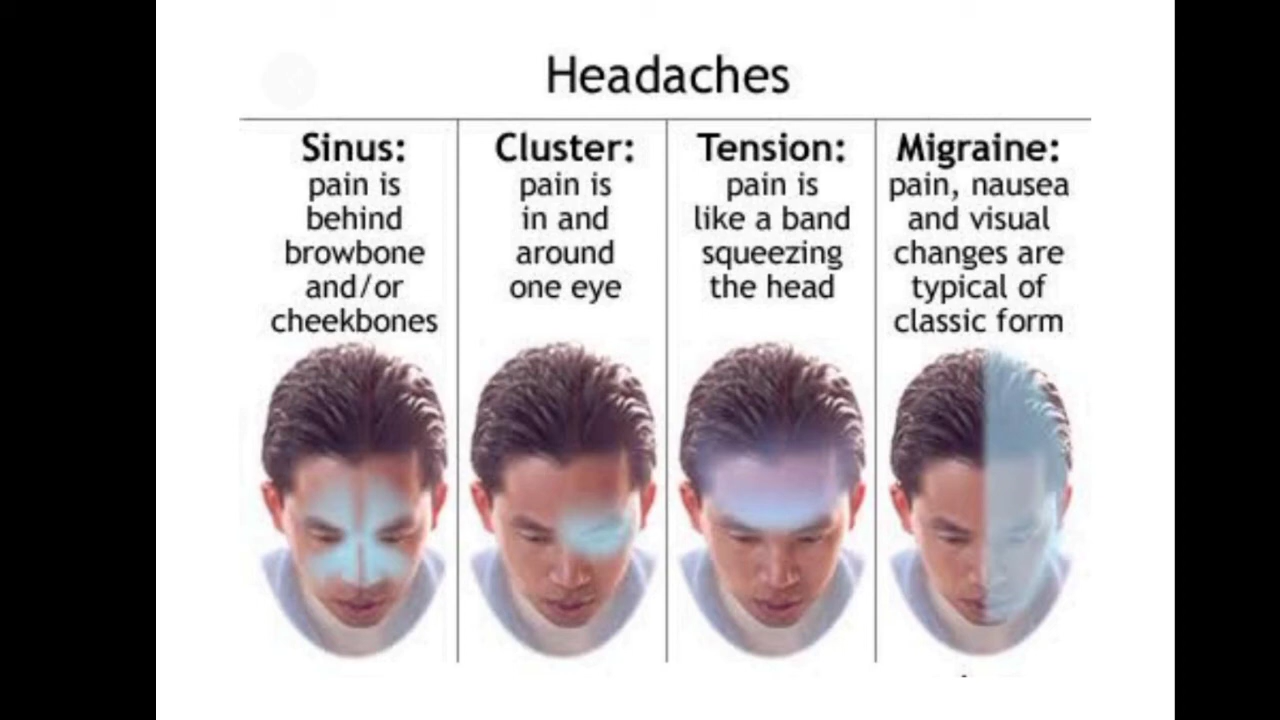 Headaches
Sinus:
pain is
behind
browbone
and/or
cheekbones
Cluster:
pain is
in and
around
one eye
Tension:
pain is
like a band
squeezing
the head
Migraine:
pain, nausea
and visual
changes are
typical of
classic form